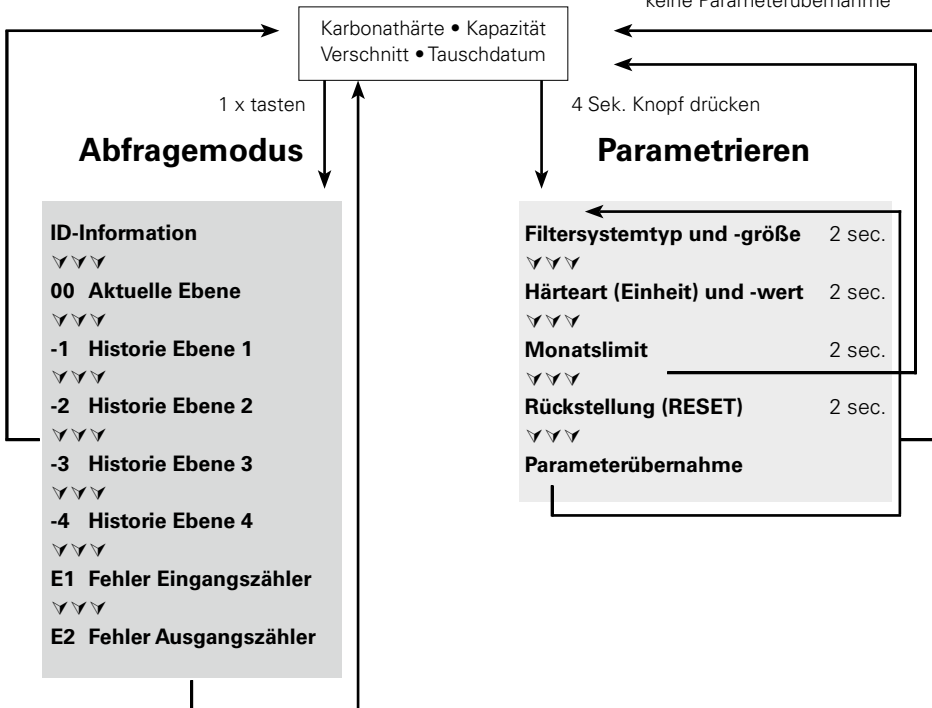 keine Parameterübernahme
Karbonathärte • Kapazität
Verschnitt • Tauschdatum
1 x tasten
4 Sek. Knopf drücken
Abfragemodus
Parametrieren
ID-Information
00 Aktuelle Ebene
-1 Historie Ebene 1
-2 Historie Ebene 2
-3 Historie Ebene 3
-4 Historie Ebene 4
E1 Fehler Eingangszähler
E2 Fehler Ausgangszähler
Filtersystemtyp und -größe 2 sec.
Härteart (Einheit) und -wert 2 sec.
Monatslimit 2 sec.
Rückstellung (RESET) 2 sec.
Parameterübernahme